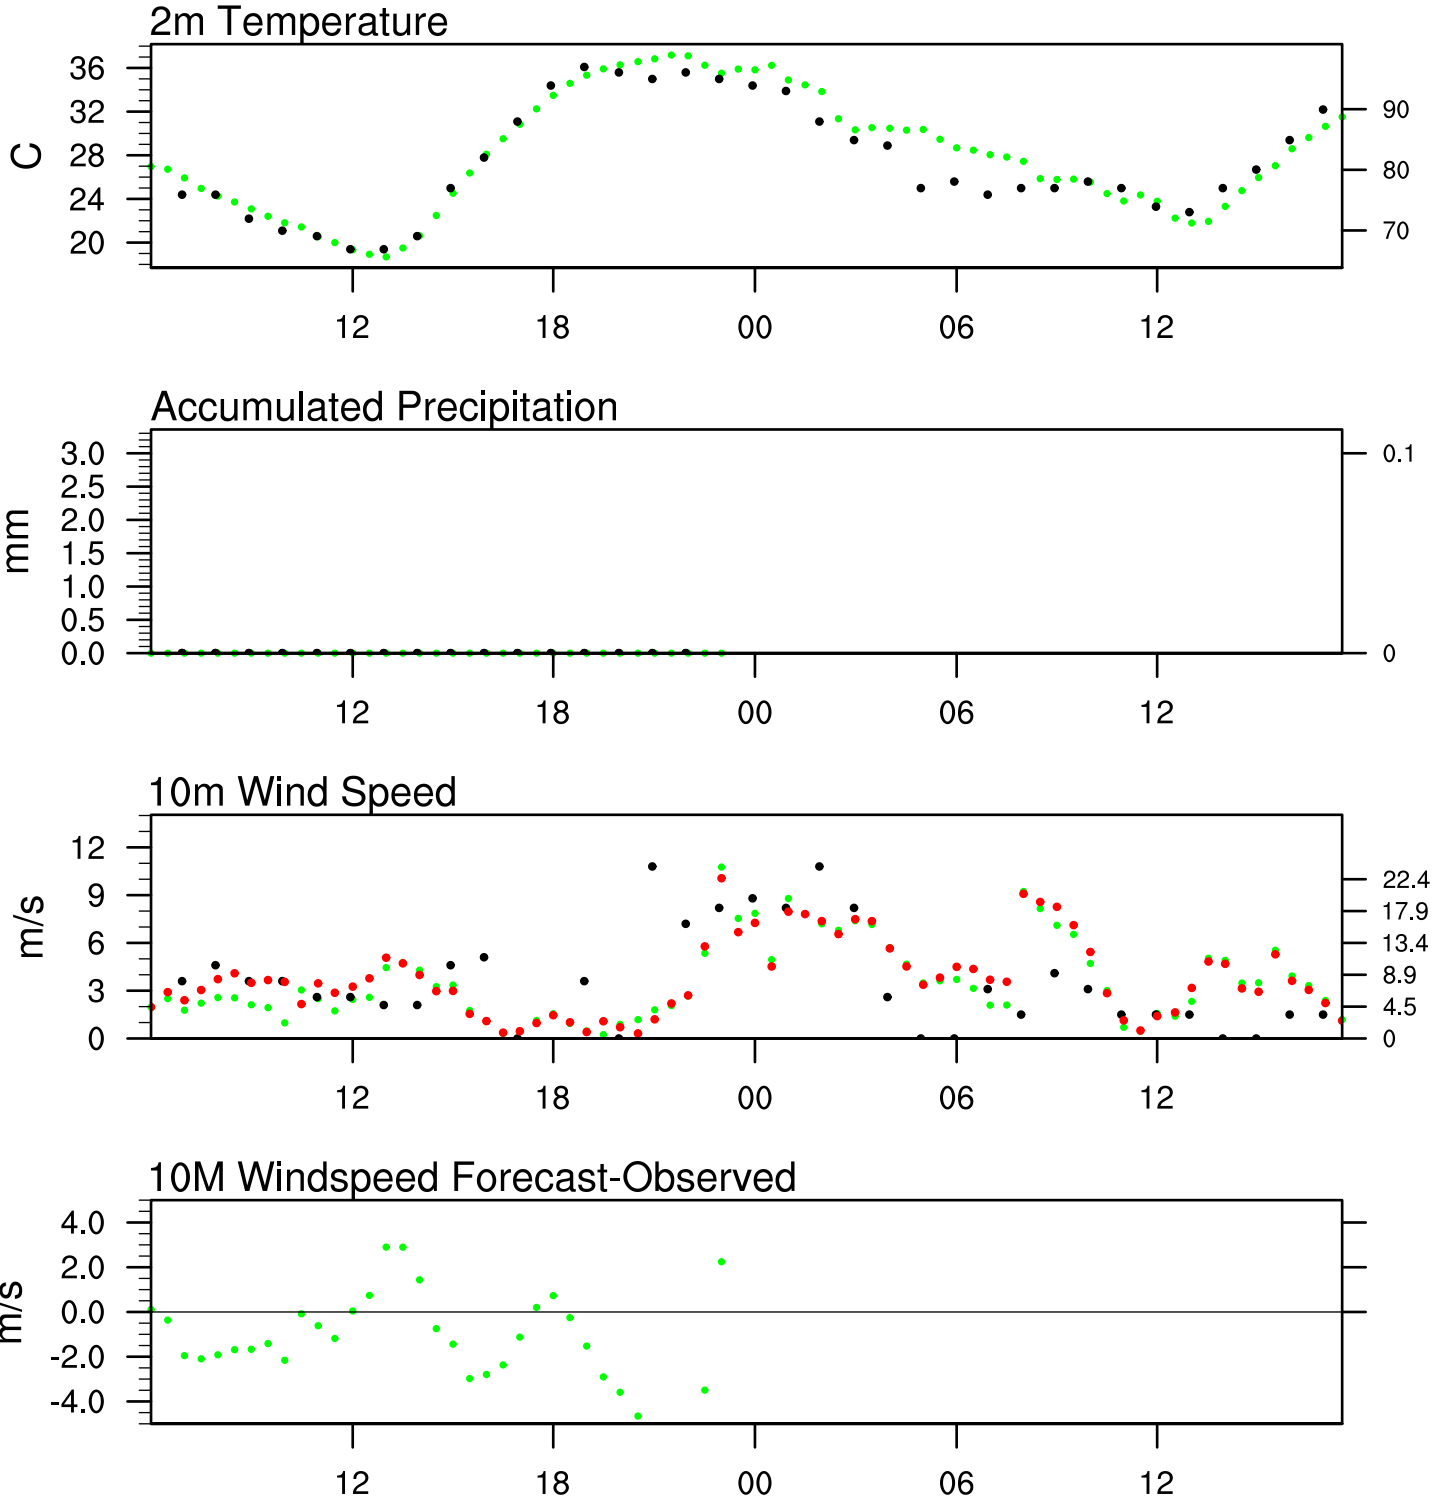 2m Temperature
C
36
32
28
24
20
90
80
70
12 18 00 06 12
Accumulated Precipitation
mm
3.0
2.5
2.0
1.5
1.0
0.5
0.0
0.1
0
12 18 00 06 12
10m Wind Speed
m/s
12
9
6
3
0
22.4
17.9
13.4
8.9
4.5
0
12 18 00 06 12
10M Windspeed Forecast-Observed
m/s
4.0
2.0
0.0
-2.0
-4.0
12 18 00 06 12